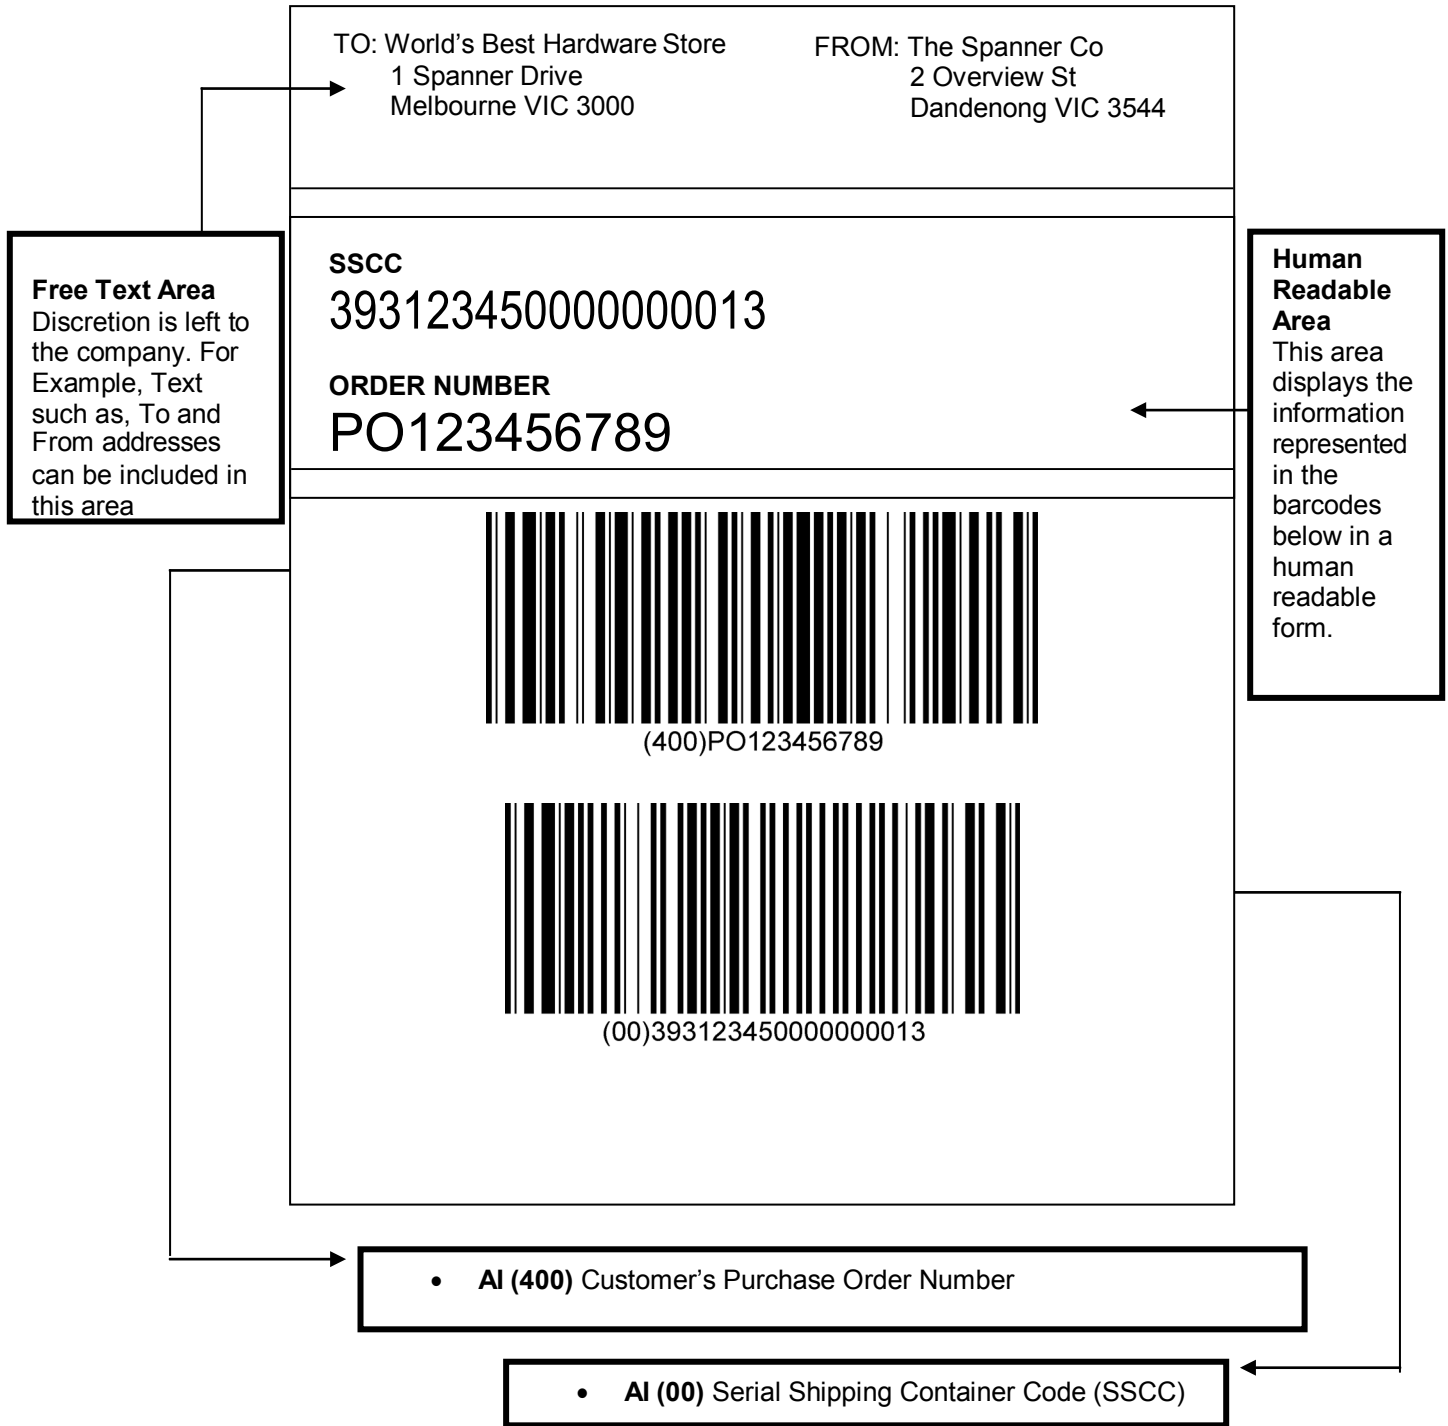 TO: World's Best Hardware Store
1 Spanner Drive
Melbourne VIC 3000
FROM: The Spanner Co
2 Overview St
Dandenong VIC 3544
Free Text Area
Discretion is left to
the company. For
Example, Text
such as, To and
From addresses
can be included in
this area
SSCC
393123450000000013
ORDER NUMBER
PO123456789
Human
Readable
Area
This area
displays the
information
represented
in the
barcodes
below in a
human
readable
form.
(400)PO123456789
(00)393123450000000013
• AI (400) Customer's Purchase Order Number
• AI (00) Serial Shipping Container Code (SSCC)